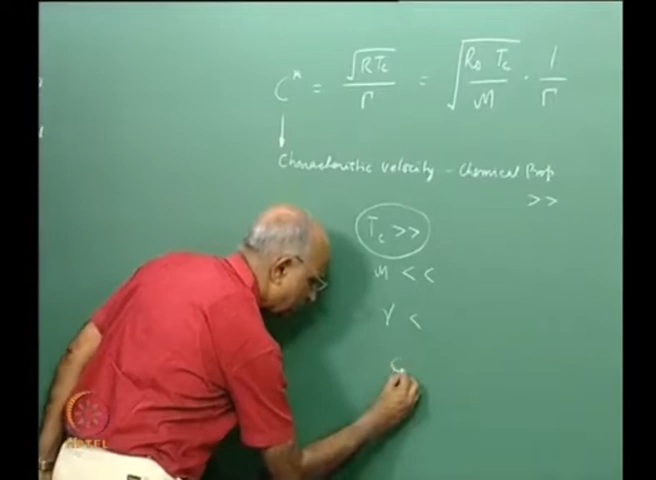 C* = √RTc / Γ = √(R₀ Tc / M) · 1 / Γ
↓
Characteristic velocity - Chemical Prop
>>
Tc >>
M <<
γ <
C
NPTEL